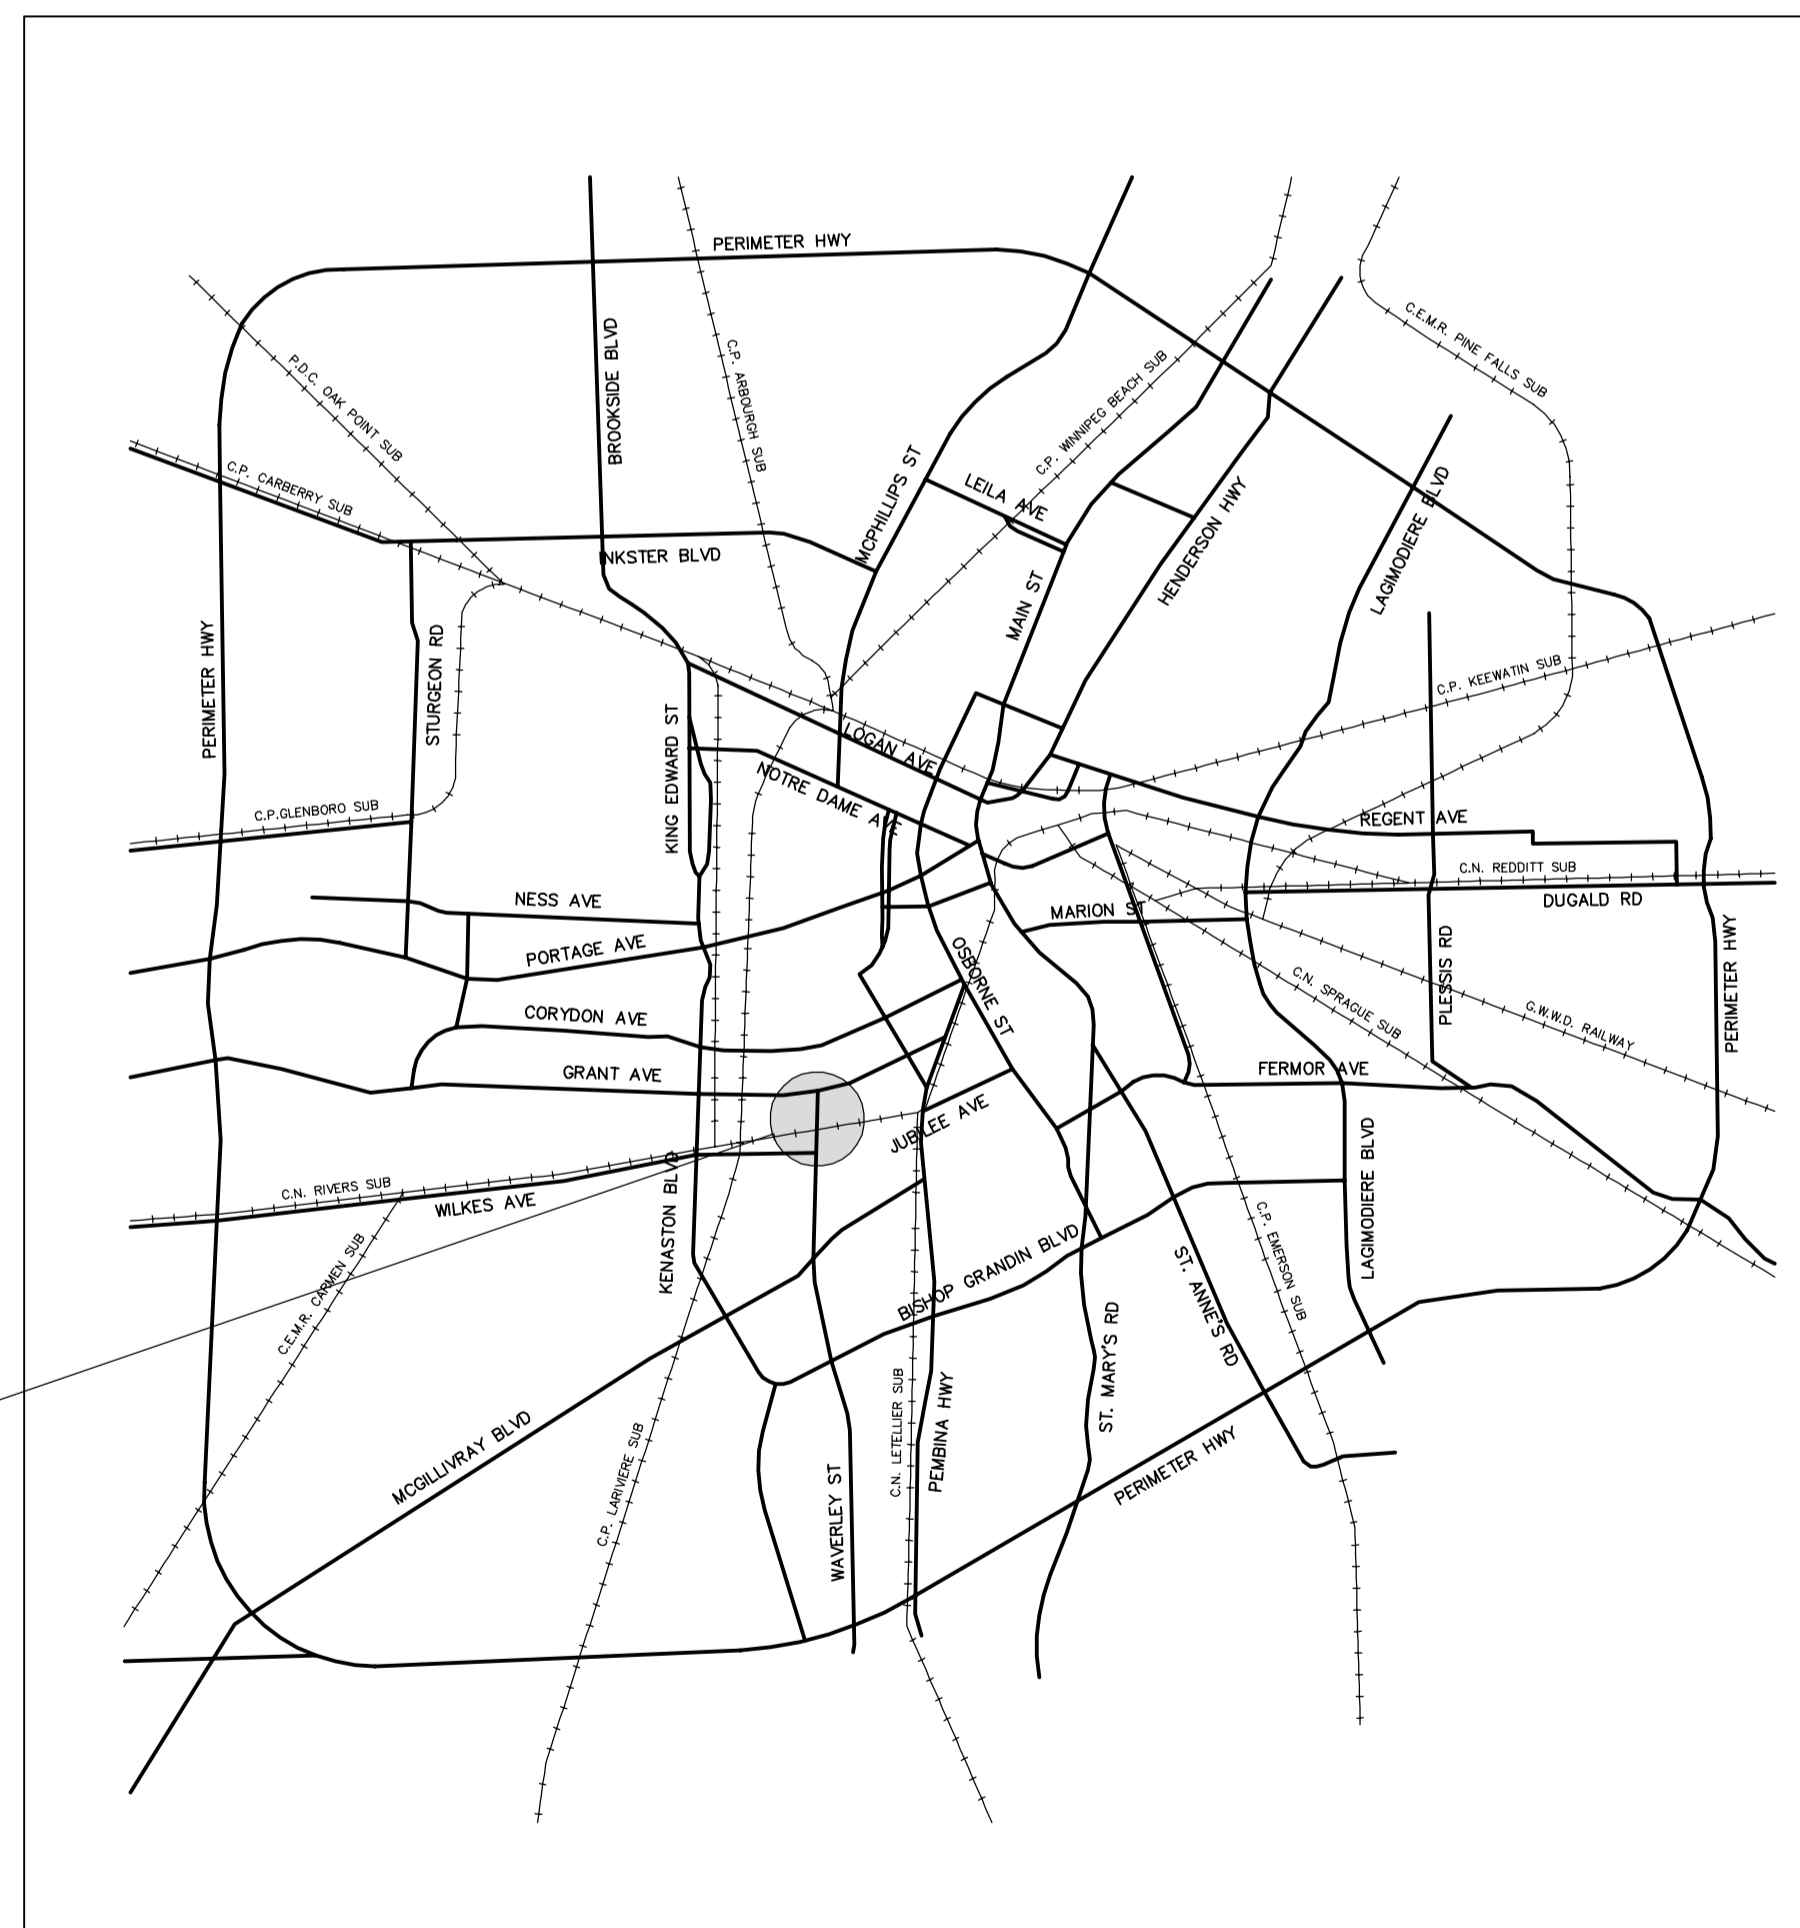 PERIMETER HWY
BROOKSIDE BLVD
C.P. ARBOURGH SUB
C.E.M.R. PINE FALLS SUB
P.D.C. OAK POINT SUB
C.P. WINNIPEG BEACH SUB
C.P. CARBERRY SUB
MCPHILLIPS ST
LEILA AVE
HENDERSON HWY
LAGIMODIERE BLVD
INKSTER BLVD
MAIN ST
PERIMETER HWY
STURGEON RD
C.P. KEEWATIN SUB
KING EDWARD ST
LOGAN AVE
NOTRE DAME AVE
C.P.GLENBORO SUB
REGENT AVE
C.N. REDDITT SUB
DUGALD RD
NESS AVE
MARION ST
PORTAGE AVE
OSBORNE ST
PLESSIS RD
PERIMETER HWY
C.N. SPRAGUE SUB
G.W.W.D. RAILWAY
CORYDON AVE
GRANT AVE
FERMOR AVE
JUBILEE AVE
LAGIMODIERE BLVD
C.N. RIVERS SUB
WILKES AVE
KENASTON BLVD
C.E.M.R. CARMEN SUB
BISHOP GRANDIN BLVD
C.P. EMERSON SUB
ST. ANNE'S RD
ST. MARY'S RD
C.N. LETELLIER SUB
PEMBINA HWY
MCGILLIVRAY BLVD
C.P. LARIVIERE SUB
WAVERLEY ST
PERIMETER HWY